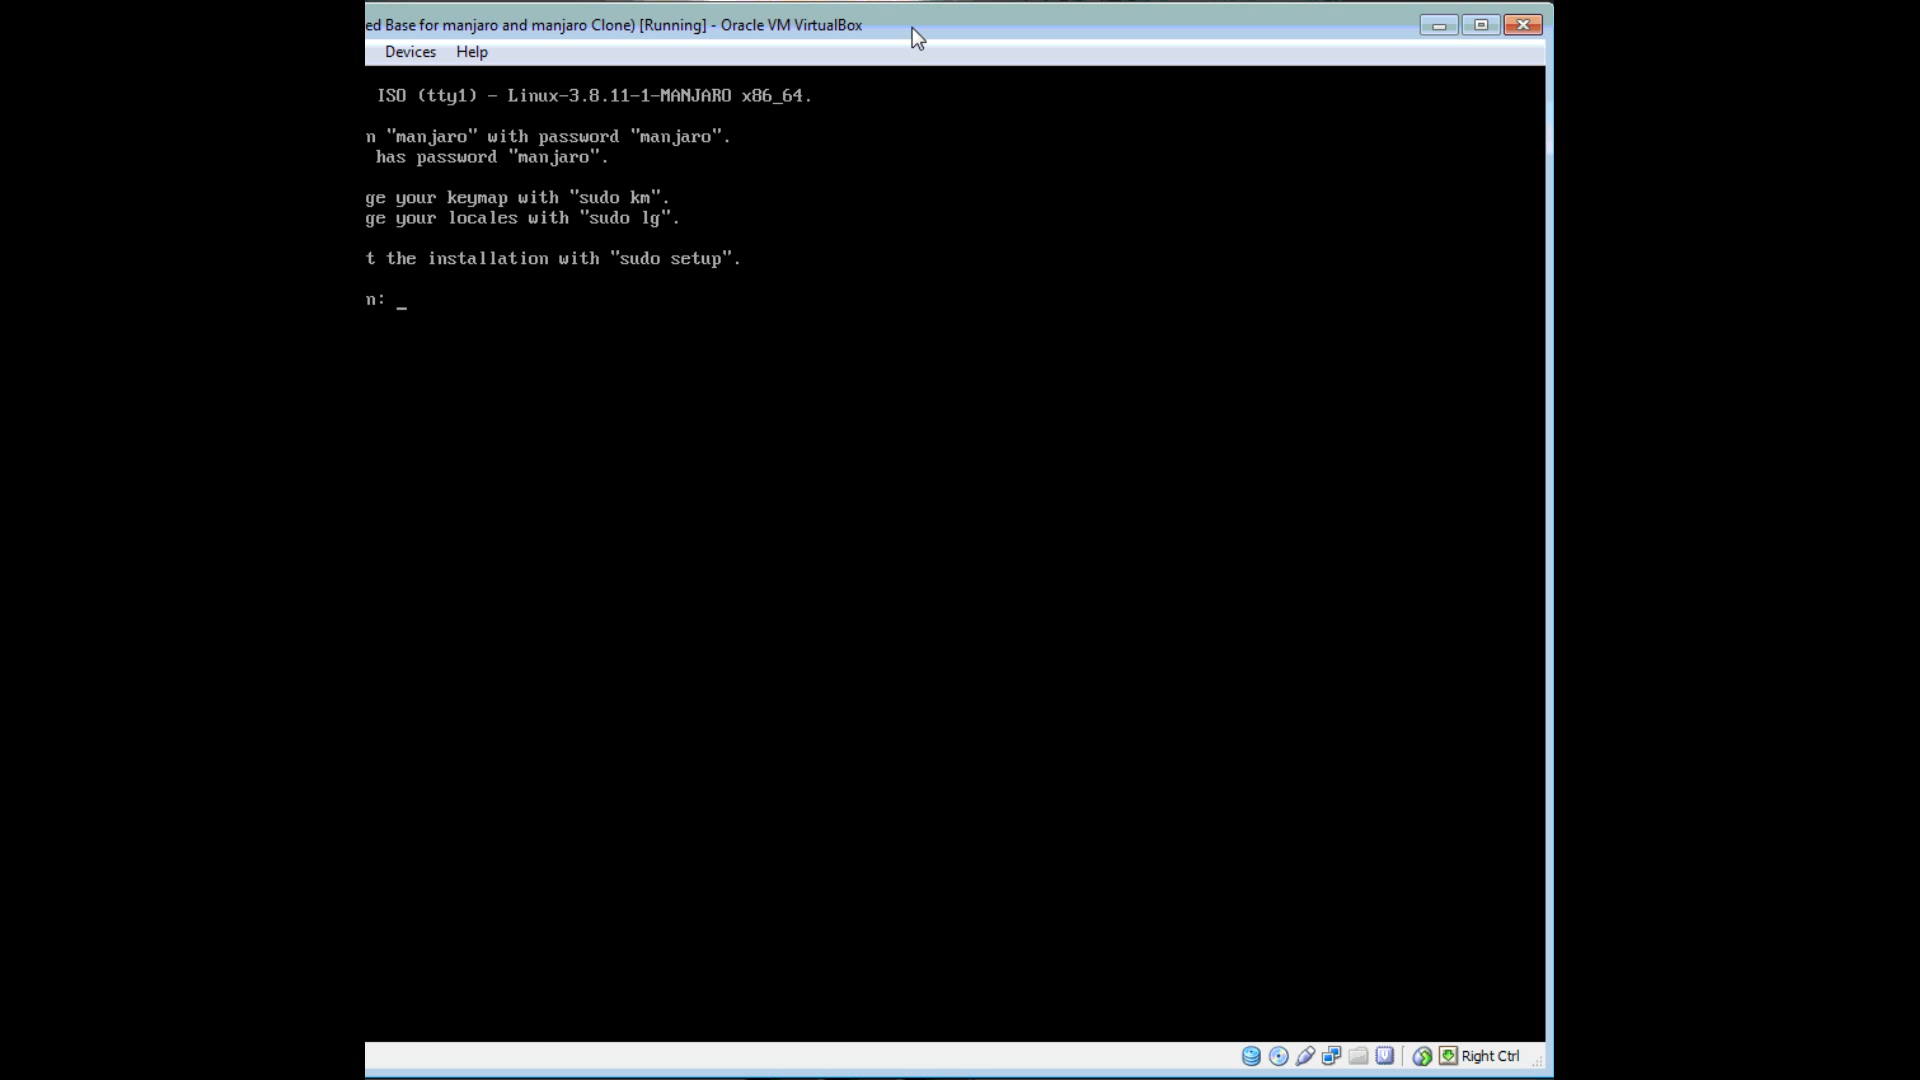 ed Base for manjaro and manjaro Clone) [Running] - Oracle VM VirtualBox
Devices Help
ISO (tty1) - Linux-3.8.11-1-MANJARO x86_64.
n "manjaro" with password "manjaro".
has password "manjaro".
ge your keymap with "sudo km".
ge your locales with "sudo lg".
t the installation with "sudo setup".
n: _
Right Ctrl